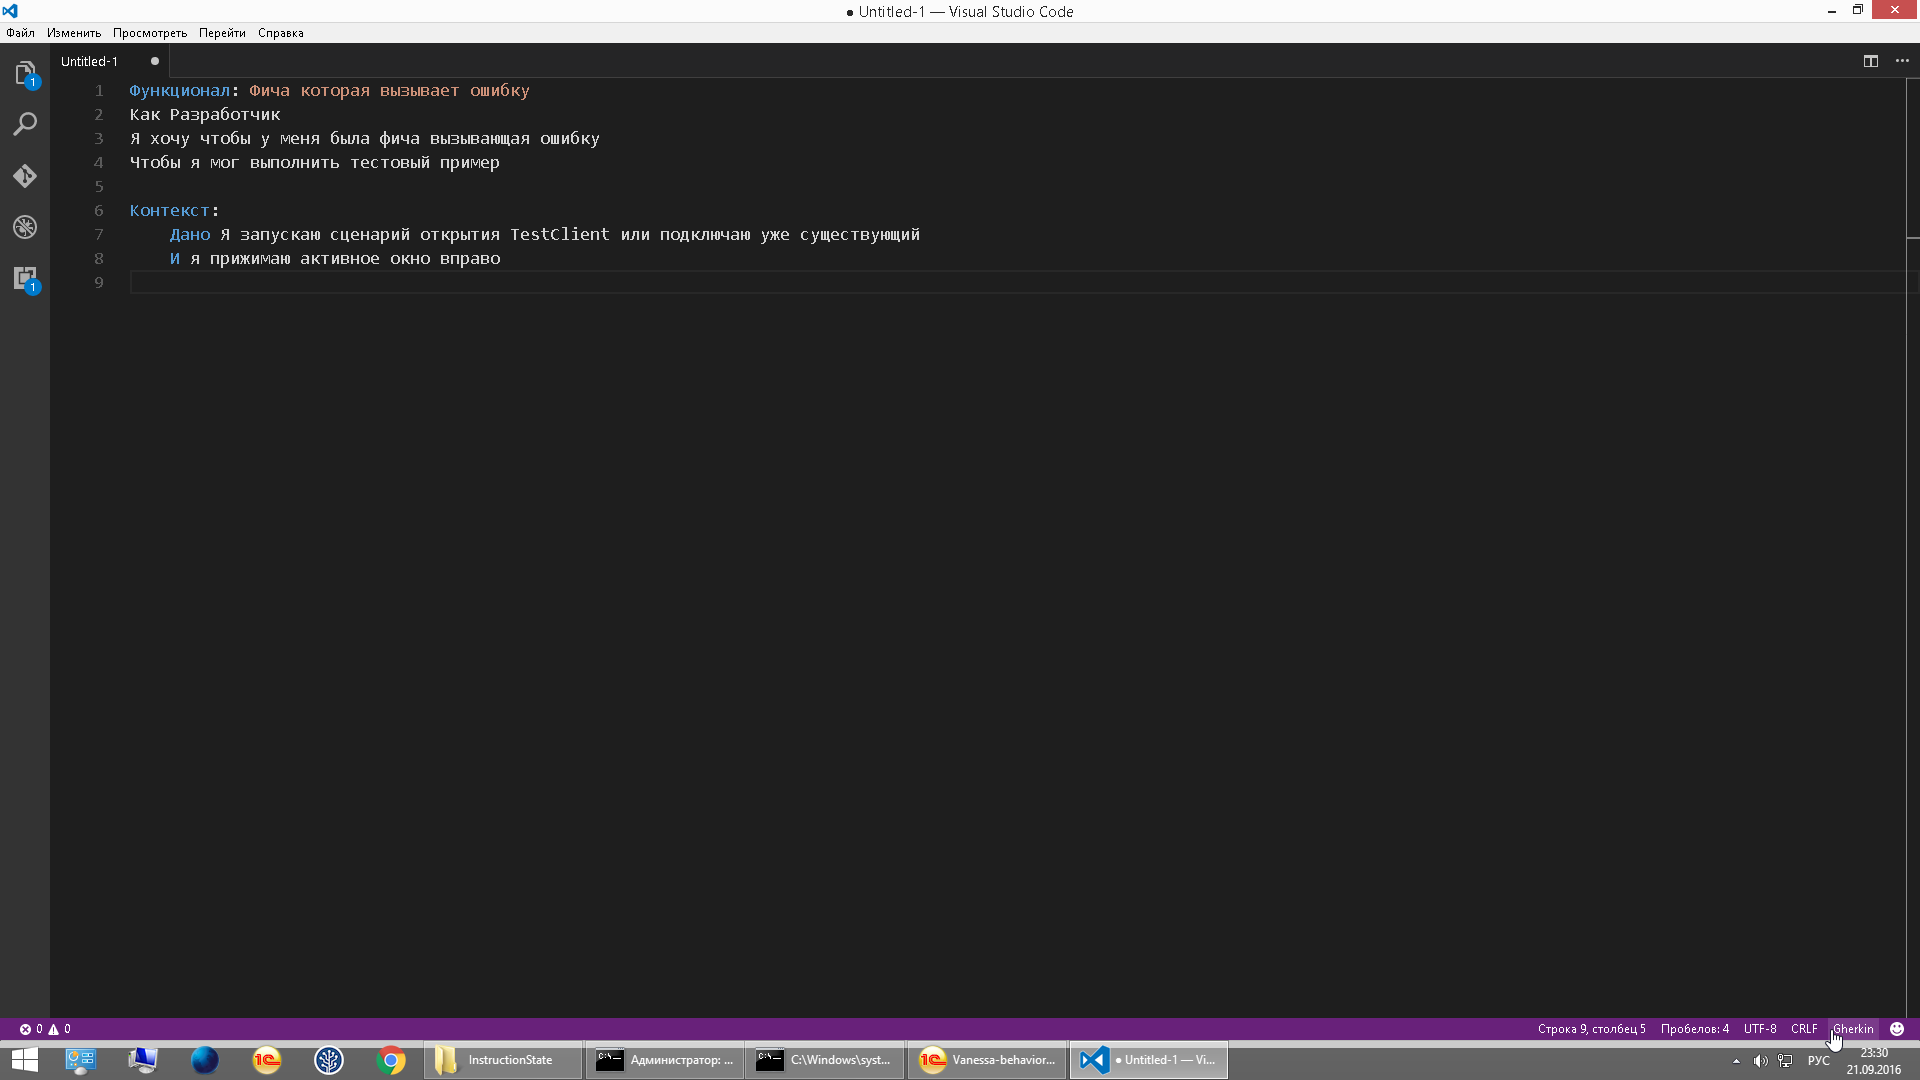 ● Untitled-1 — Visual Studio Code
Файл Изменить Просмотреть Перейти Справка
Untitled-1
1 Функционал: Фича которая вызывает ошибку
2 Как Разработчик
3 Я хочу чтобы у меня была фича вызывающая ошибку
4 Чтобы я мог выполнить тестовый пример
5
6 Контекст:
7 Дано Я запускаю сценарий открытия TestClient или подключаю уже существующий
8 И я прижимаю активное окно вправо
9
1
1
0 0 Строка 9, столбец 5 Пробелов: 4 UTF-8 CRLF Gherkin
InstructionState Администратор: ... C:\Windows\syst... Vanessa-behavior... ● Untitled-1 — Vi... РУС 23:30
21.09.2016